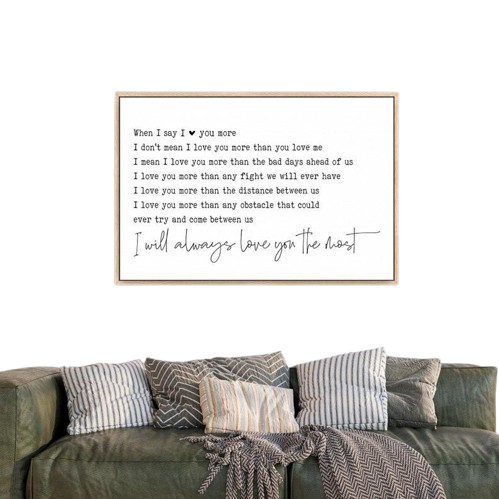 When I say I ♥ you more
I don't mean I love you more than you love me
I mean I love you more than the bad days ahead of us
I love you more than any fight we will ever have
I love you more than the distance between us
I love you more than any obstacle that could
ever try and come between us
I will always love you the most